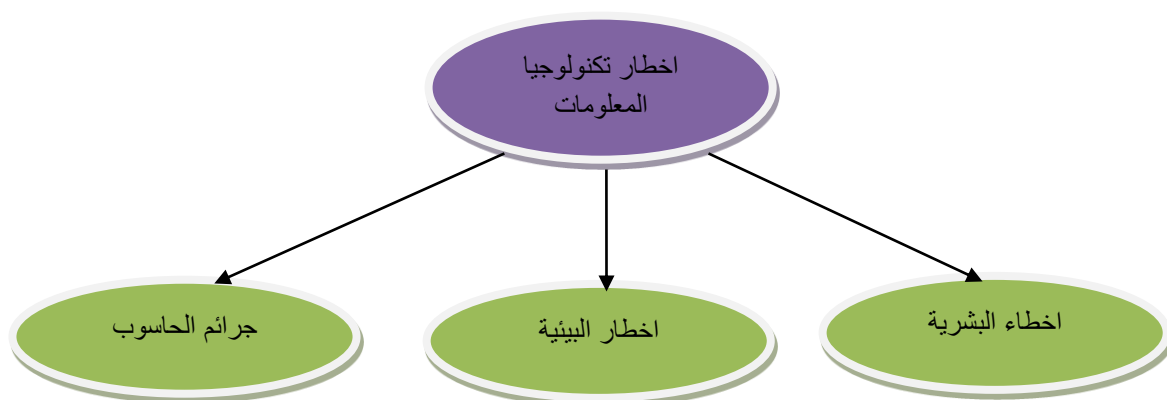 اخطار تكنولوجيا
المعلومات
اخطاء البشرية
اخطار البيئية
جرائم الحاسوب